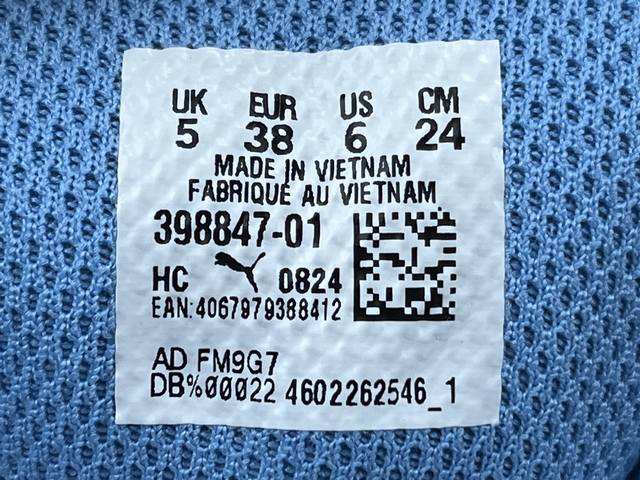 UK EUR US CM
5 38 6 24
MADE IN VIETNAM
FABRIQUÉ AU VIETNAM
398847-01
HC 0824
EAN:4067979388412
AD FM9G7
DB%00022 4602262546_1